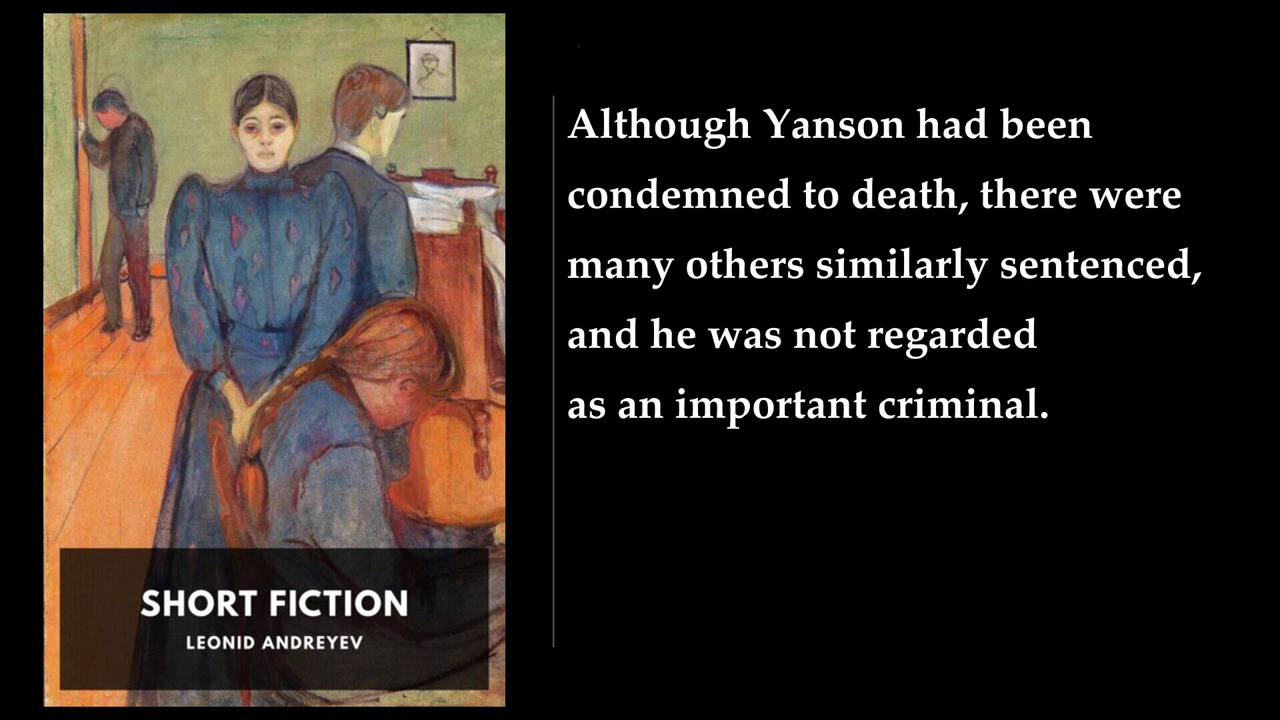 SHORT FICTION
LEONID ANDREYEV
Although Yanson had been
condemned to death, there were
many others similarly sentenced,
and he was not regarded
as an important criminal.